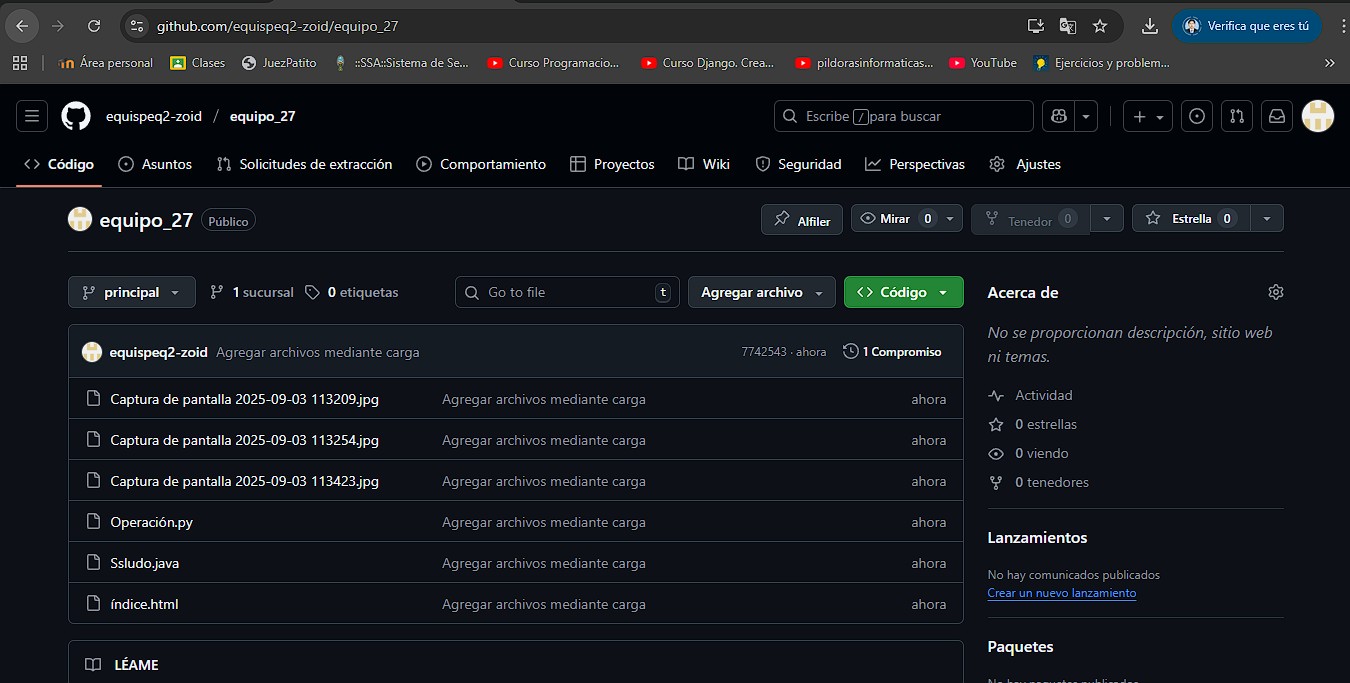 github.com/equispeq2-zoid/equipo_27
Verifica que eres tú
Área personal
Clases
JuezPatito
::SSA::Sistema de Se...
Curso Programacio...
Curso Django. Crea...
pildorasinformaticas...
YouTube
Ejercicios y problem...
equispeq2-zoid / equipo_27
Escribe / para buscar
Código
Asuntos
Solicitudes de extracción
Comportamiento
Proyectos
Wiki
Seguridad
Perspectivas
Ajustes
equipo_27 Público
Alfiler
Mirar 0
Tenedor 0
Estrella 0
principal
1 sucursal
0 etiquetas
Go to file t
Agregar archivo
Código
equispeq2-zoid Agregar archivos mediante carga 7742543 · ahora 1 Compromiso
Captura de pantalla 2025-09-03 113209.jpg Agregar archivos mediante carga ahora
Captura de pantalla 2025-09-03 113254.jpg Agregar archivos mediante carga ahora
Captura de pantalla 2025-09-03 113423.jpg Agregar archivos mediante carga ahora
Operación.py Agregar archivos mediante carga ahora
Ssludo.java Agregar archivos mediante carga ahora
índice.html Agregar archivos mediante carga ahora
LÉAME
Acerca de
No se proporcionan descripción, sitio web
ni temas.
Actividad
0 estrellas
0 viendo
0 tenedores
Lanzamientos
No hay comunicados publicados
Crear un nuevo lanzamiento
Paquetes